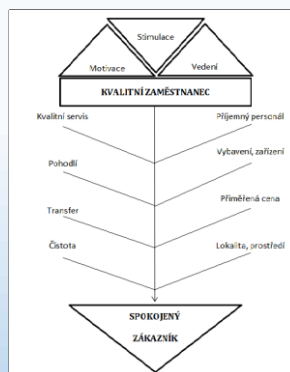 Stimulace
Motivace
Vedení
KVALITNÍ ZAMĚSTNANEC
Kvalitní servis
Příjemný personál
Pohodlí
Vybavení, zařízení
Transfer
Přiměřená cena
Čistota
Lokalita, prostředí
SPOKOJENÝ
ZÁKAZNÍK